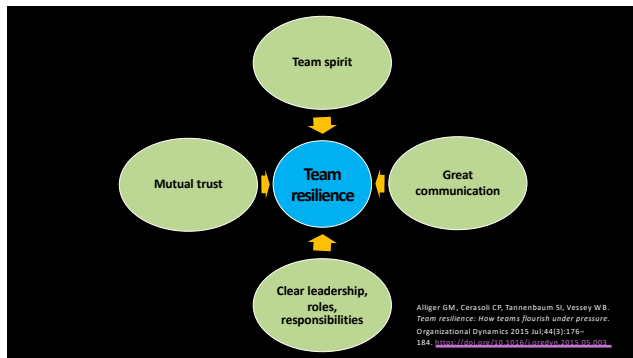 Team spirit
Mutual trust
Team
resilience
Great
communication
Clear leadership,
roles,
responsibilities
Alliger GM, Cerasoli CP, Tannenbaum SI, Vessey WB.
Team resilience: How teams flourish under pressure.
Organizational Dynamics 2015 Jul;44(3):176–
184. https://doi.org/10.1016/j.orgdyn.2015.05.003